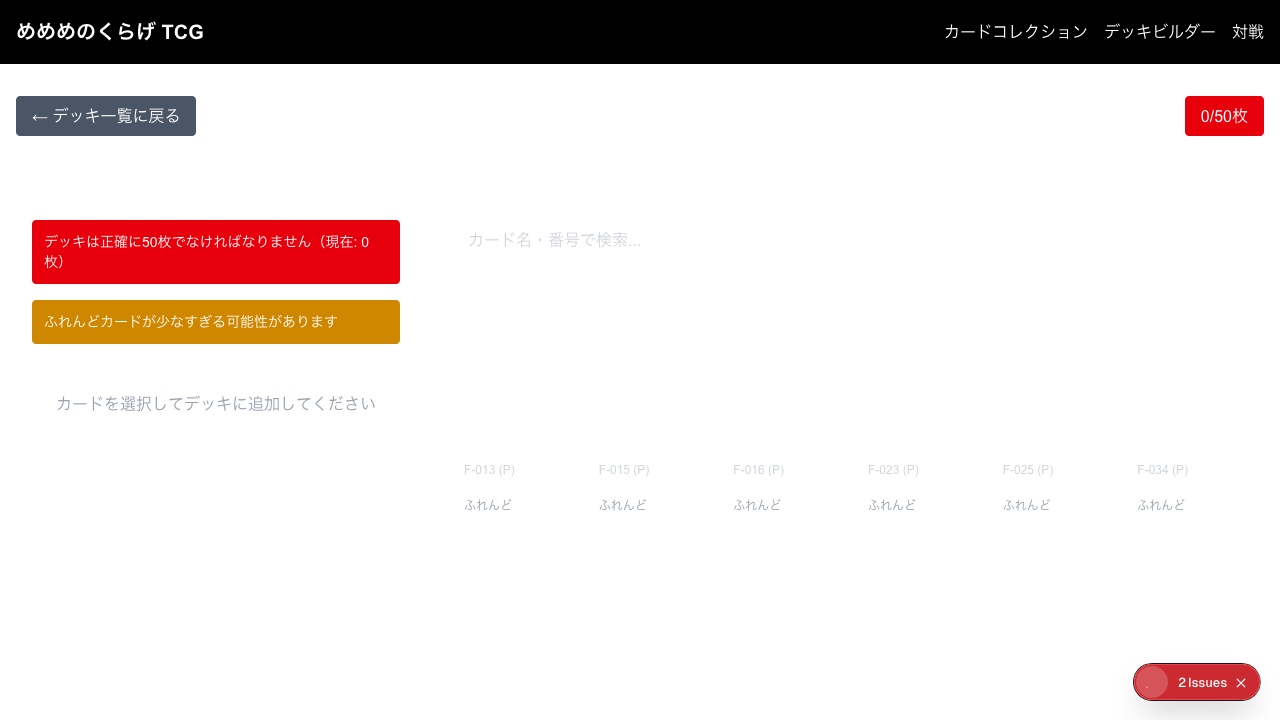 めめめのくらげ TCG
カードコレクション デッキビルダー 対戦
← デッキ一覧に戻る
0/50枚
デッキは正確に50枚でなければなりません（現在: 0
枚）
ふれんどカードが少なすぎる可能性があります
カードを選択してデッキに追加してください
カード名・番号で検索...
F-013 (P) F-015 (P) F-016 (P) F-023 (P) F-025 (P) F-034 (P)
ふれんど ふれんど ふれんど ふれんど ふれんど ふれんど
2 Issues